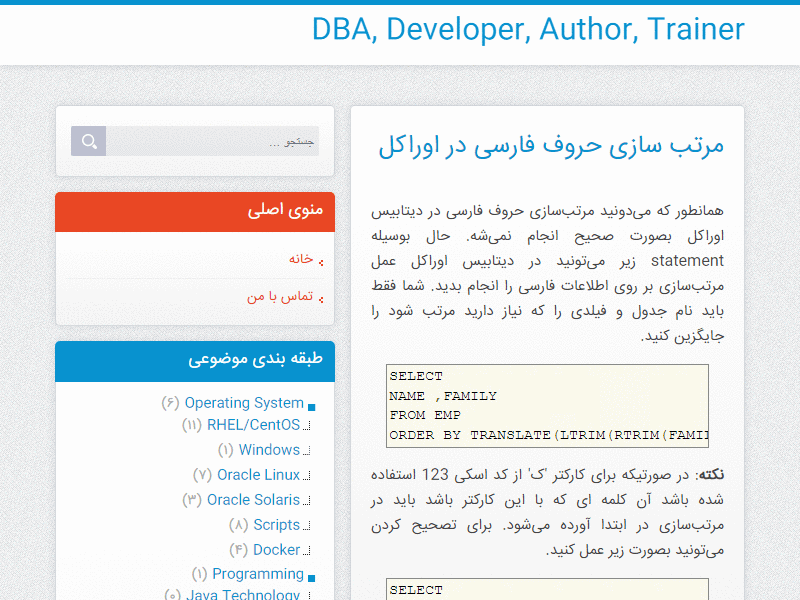 DBA, Developer, Author, Trainer
مرتب سازی حروف فارسی در اوراکل
همانطور که می‌دونید مرتب‌سازی حروف فارسی در دیتابیس
اوراکل بصورت صحیح انجام نمی‌شه. حال بوسیله
statement زیر می‌تونید در دیتابیس اوراکل عمل
مرتب‌سازی بر روی اطلاعات فارسی را انجام بدید. شما فقط
باید نام جدول و فیلدی را که نیاز دارید مرتب شود را
جایگزین کنید.
SELECT
NAME ,FAMILY
FROM EMP
ORDER BY TRANSLATE(LTRIM(RTRIM(FAMI
نکته: در صورتیکه برای کارکتر 'ک' از کد اسکی 123 استفاده
شده باشد آن کلمه ای که با این کارکتر باشد باید در
مرتب‌سازی در ابتدا آورده می‌شود. برای تصحیح کردن
می‌تونید بصورت زیر عمل کنید.
SELECT
جستجو ...
منوی اصلی
خانه
تماس با من
طبقه بندی موضوعی
Operating System (۶)
RHEL/CentOS (۱۱)
Windows (۱)
Oracle Linux (۷)
Oracle Solaris (۳)
Scripts (۸)
Docker (۴)
Programming (۱)
Java Technology (۰)